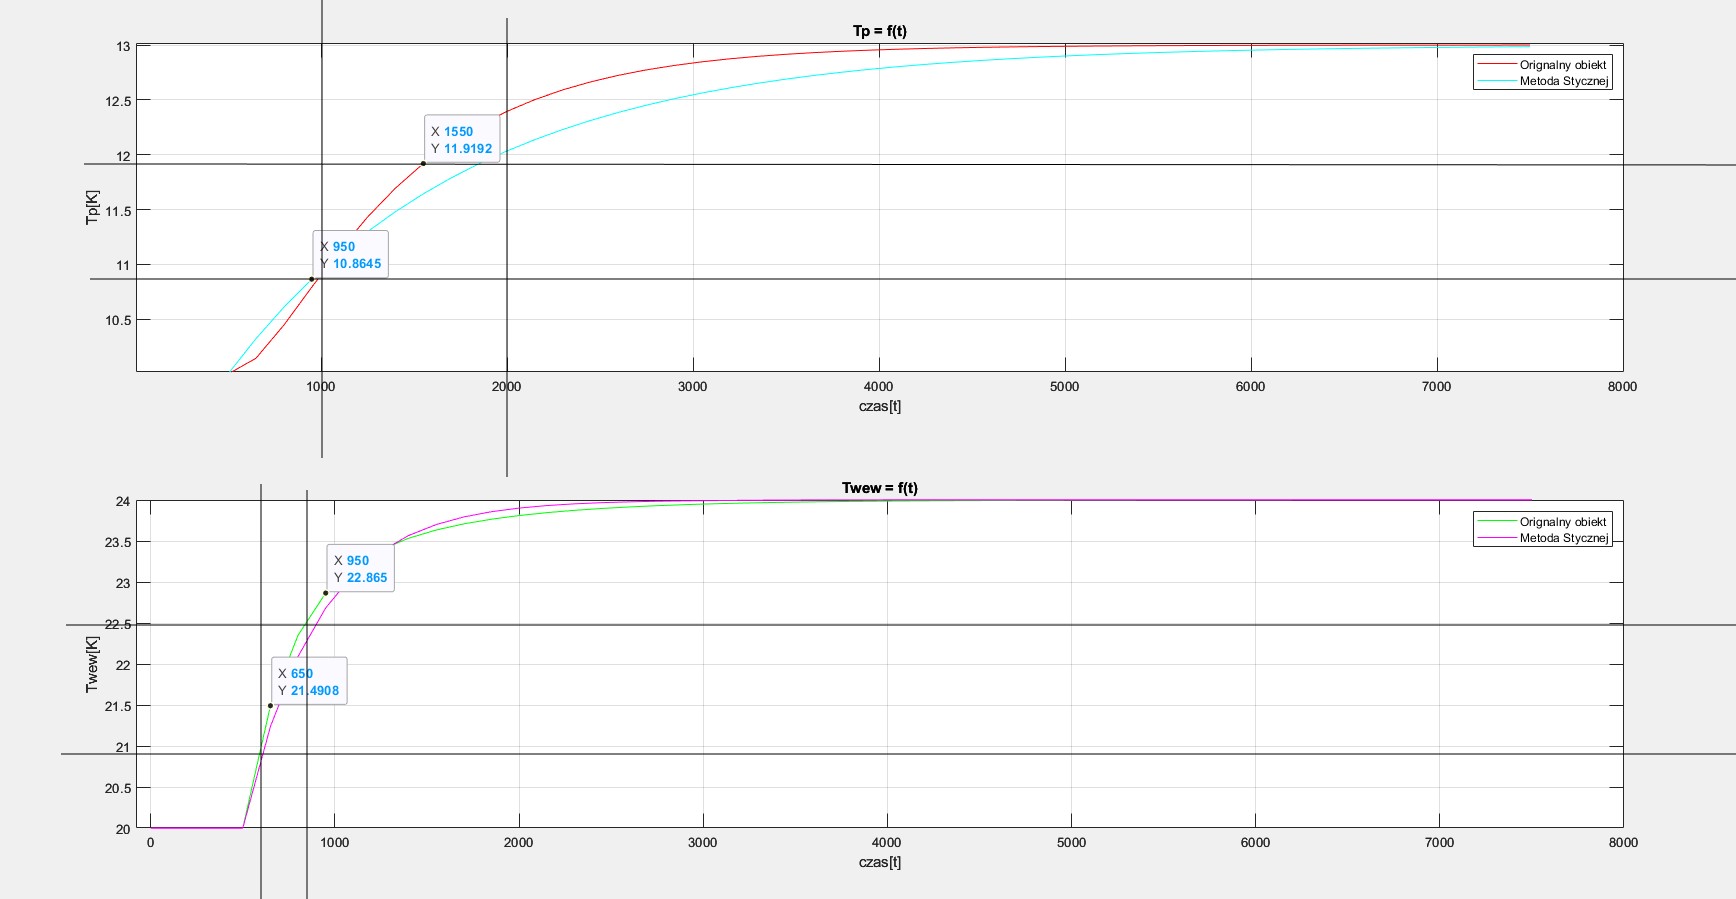 Tp = f(t)
13
12.5
12
11.5
11
10.5
Tp[K]
Orignalny obiekt
Metoda Stycznej
X 1550
Y 11.9192
X 950
Y 10.8645
1000 2000 3000 4000 5000 6000 7000 8000
czas[t]
Twew = f(t)
24
23.5
23
22.5
22
21.5
21
20.5
20
Twew[K]
Orignalny obiekt
Metoda Stycznej
X 950
Y 22.865
X 650
Y 21.4908
0 1000 2000 3000 4000 5000 6000 7000 8000
czas[t]